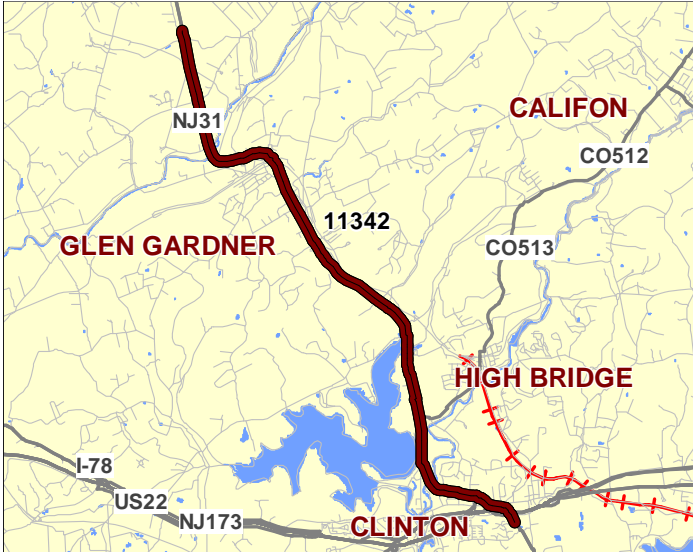 CALIFON
NJ31
CO512
11342
GLEN GARDNER
CO513
HIGH BRIDGE
I-78
US22
NJ173
CLINTON